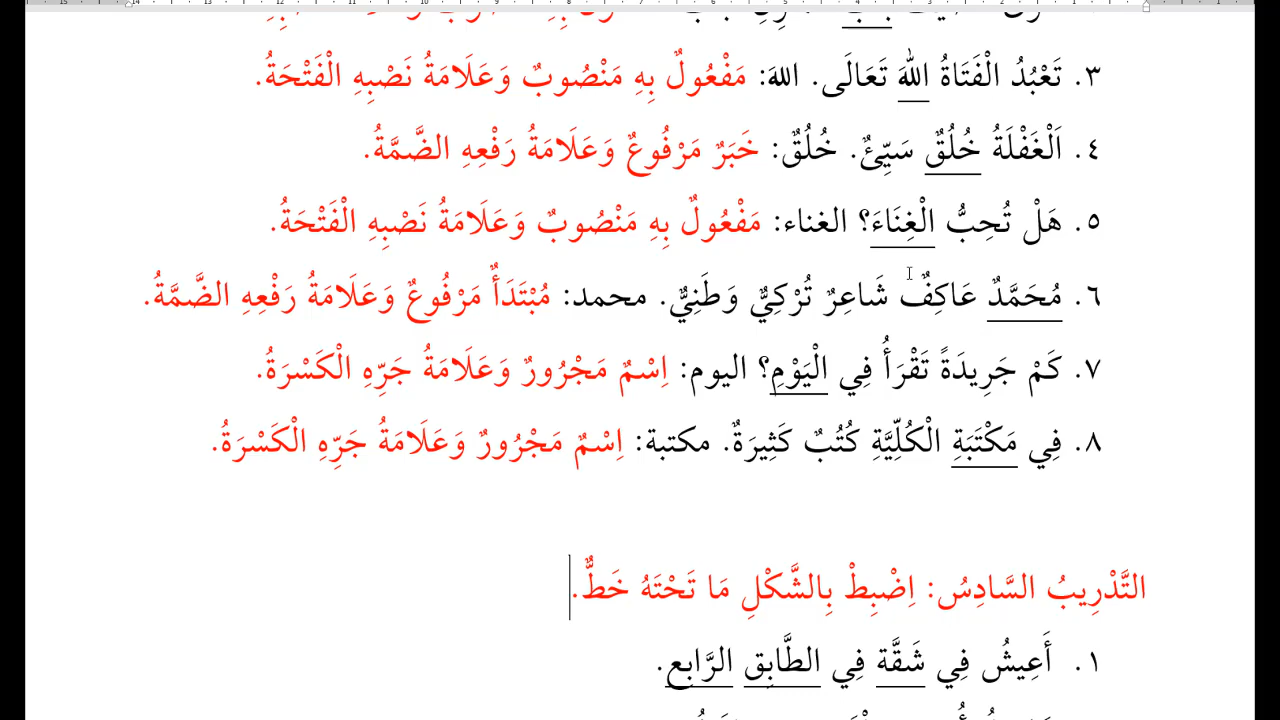 ٣. تَعْبُدُ الْفَتَاةُ اللهَ تَعَالَى. اللهَ: مَفْعُولٌ بِهِ مَنْصُوبٌ وَعَلَامَةُ نَصْبِهِ الْفَتْحَةُ.
٤. اَلْغَفْلَةُ خُلُقٌ سَيِّئٌ. خُلُقٌ: خَبَرٌ مَرْفُوعٌ وَعَلَامَةُ رَفْعِهِ الضَّمَّةُ.
٥. هَلْ تُحِبُّ الْغِنَاءَ؟ الغناء: مَفْعُولٌ بِهِ مَنْصُوبٌ وَعَلَامَةُ نَصْبِهِ الْفَتْحَةُ.
٦. مُحَمَّدٌ عَاكِفٌ شَاعِرٌ تُرْكِيٌّ وَطَنِيٌّ. محمد: مُبْتَدَأٌ مَرْفُوعٌ وَعَلَامَةُ رَفْعِهِ الضَّمَّةُ.
٧. كَمْ جَرِيدَةً تَقْرَأُ فِي الْيَوْمِ؟ اليوم: اِسْمٌ مَجْرُورٌ وَعَلَامَةُ جَرِّهِ الْكَسْرَةُ.
٨. فِي مَكْتَبَةِ الْكُلِّيَّةِ كُتُبٌ كَثِيرَةٌ. مكتبة: اِسْمٌ مَجْرُورٌ وَعَلَامَةُ جَرِّهِ الْكَسْرَةُ.
التَّدْرِيبُ السَّادِسُ: اِضْبِطْ بِالشَّكْلِ مَا تَحْتَهُ خَطٌّ.
١. أَعِيشُ فِي شَقَّة فِي الطَّابِق الرَّابِع.